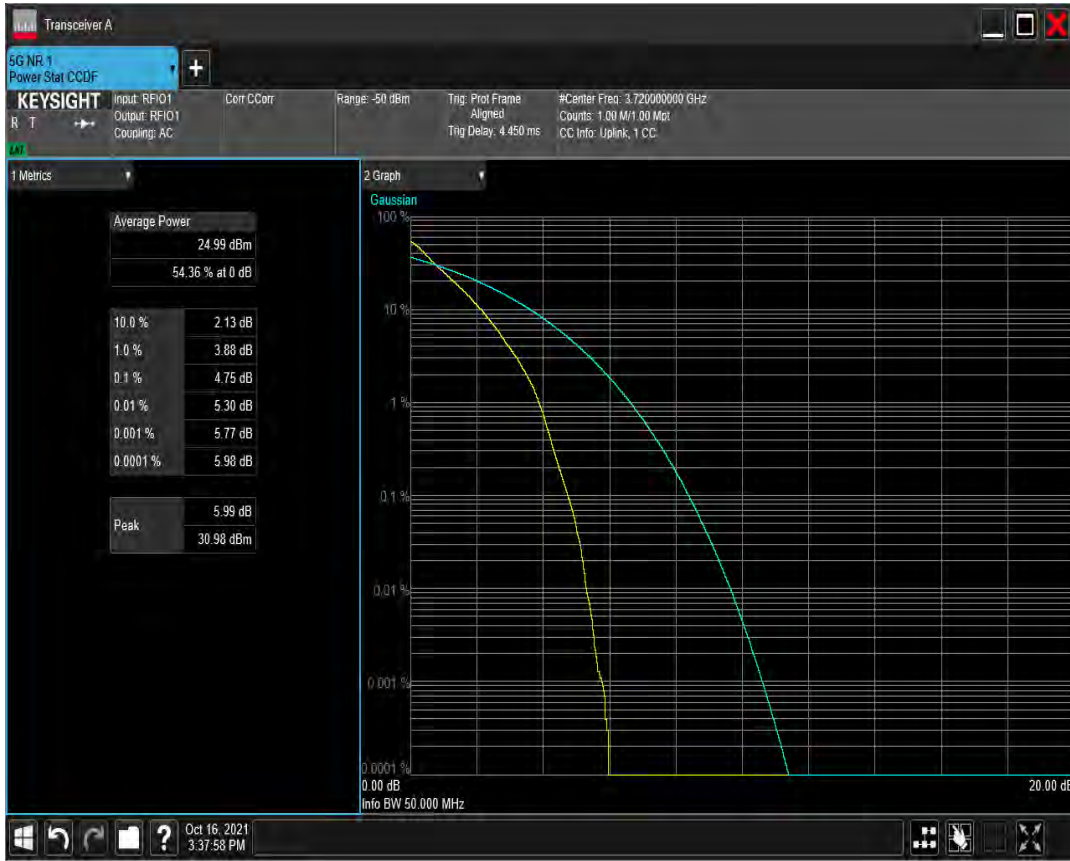 Transceiver A
5G NR 1
Power Stat CCDF
+
KEYSIGHT
R T
LXI
Input: RFIO1
Output: RFIO1
Coupling: AC
Corr CCorr
Range: -50 dBm
Trig: Prot Frame
Aligned
Trig Delay: 4.450 ms
#Center Freq: 3.720000000 GHz
Counts: 1.00 M/1.00 Mpt
CC Info: Uplink, 1 CC
1 Metrics
Average Power
24.99 dBm
54.36 % at 0 dB
10.0 % 2.13 dB
1.0 % 3.88 dB
0.1 % 4.75 dB
0.01 % 5.30 dB
0.001 % 5.77 dB
0.0001 % 5.98 dB
Peak
5.99 dB
30.98 dBm
2 Graph
Gaussian
100 %
10 %
1 %
0.1 %
0.01 %
0.001 %
0.0001 %
0.00 dB
20.00 dB
Info BW 50.000 MHz
?
Oct 16, 2021
3:37:58 PM